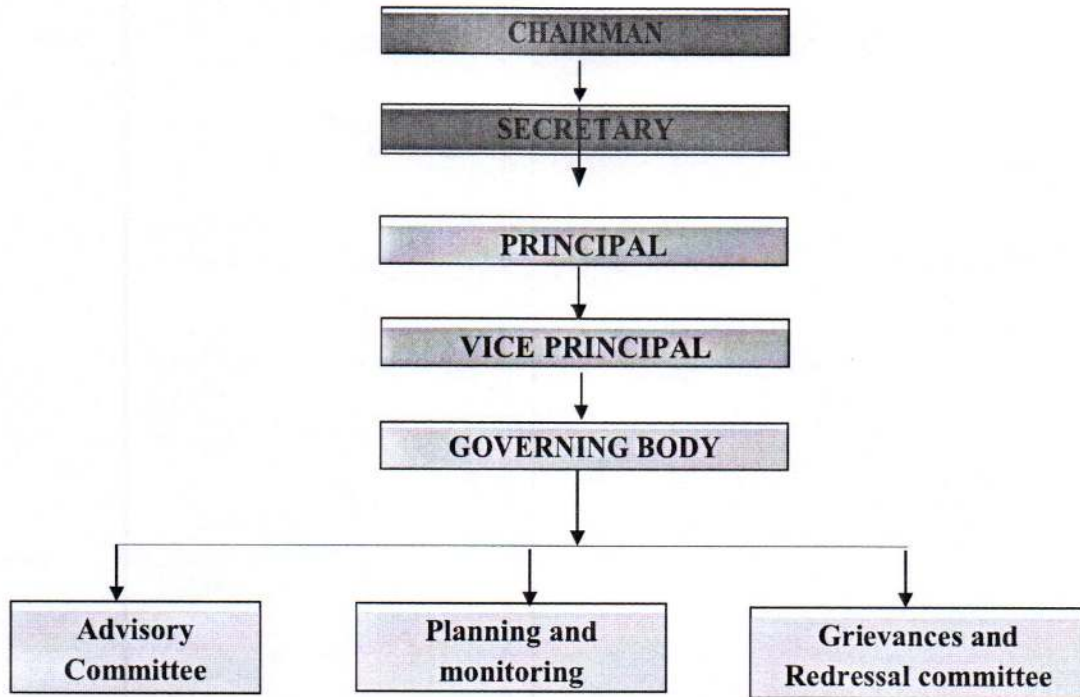 CHAIRMAN
SECRETARY
PRINCIPAL
VICE PRINCIPAL
GOVERNING BODY
Advisory
Committee
Planning and
monitoring
Grievances and
Redressal committee